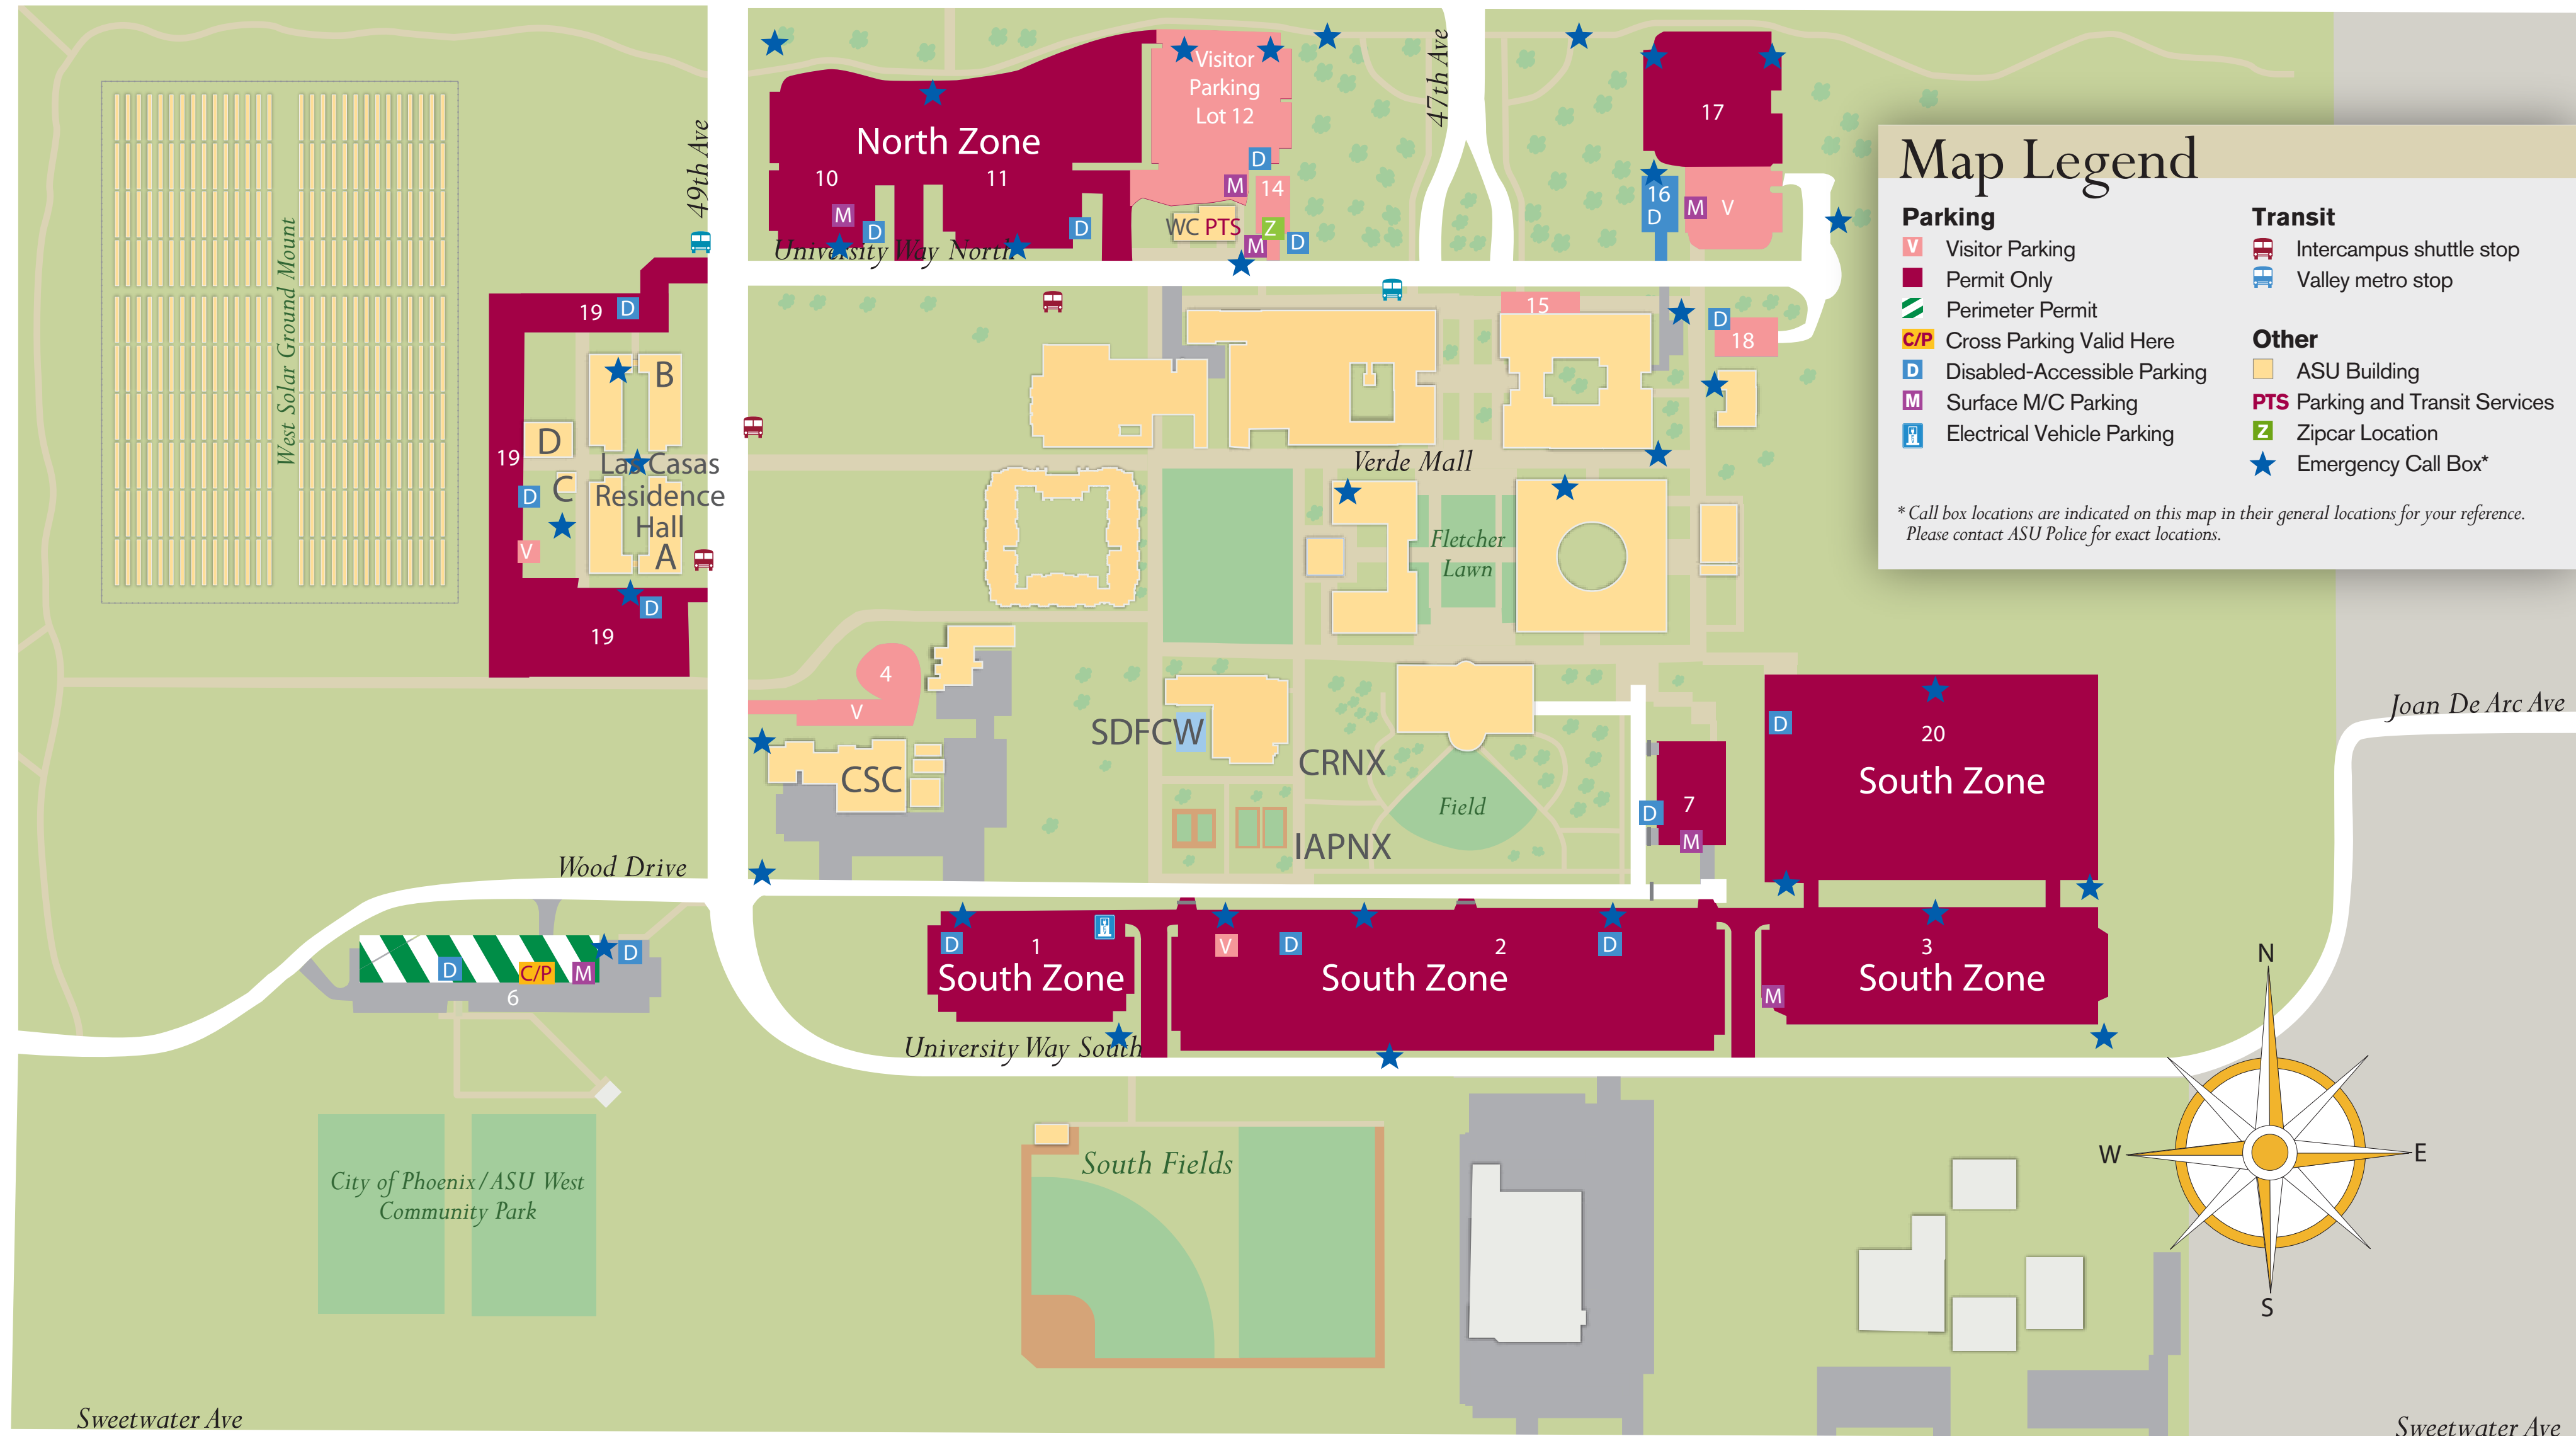 49th Ave
47th Ave
Visitor
Parking
Lot 12
North Zone
10
11
M
D
D
D
M
14
WC PTS
Z
M
D
University Way North
17
16
D
M
V
15
D
18
Map Legend
Parking
V Visitor Parking
Permit Only
Perimeter Permit
C/P Cross Parking Valid Here
D Disabled-Accessible Parking
M Surface M/C Parking
Electrical Vehicle Parking
Transit
Intercampus shuttle stop
Valley metro stop
Other
ASU Building
PTS Parking and Transit Services
Z Zipcar Location
Emergency Call Box*
* Call box locations are indicated on this map in their general locations for your reference.
Please contact ASU Police for exact locations.
West Solar Ground Mount
19
D
B
D
19
Las Casas
Residence
Hall
C
D
A
V
D
19
Verde Mall
Fletcher
Lawn
4
V
SDFCW
CSC
CRNX
IAPNX
Field
7
D
M
D
20
South Zone
Joan De Arc Ave
Wood Drive
D
C/P
M
D
6
D
1
South Zone
V
D
2
D
South Zone
3
South Zone
M
University Way South
N
W
E
S
South Fields
City of Phoenix/ASU West
Community Park
Sweetwater Ave
Sweetwater Ave